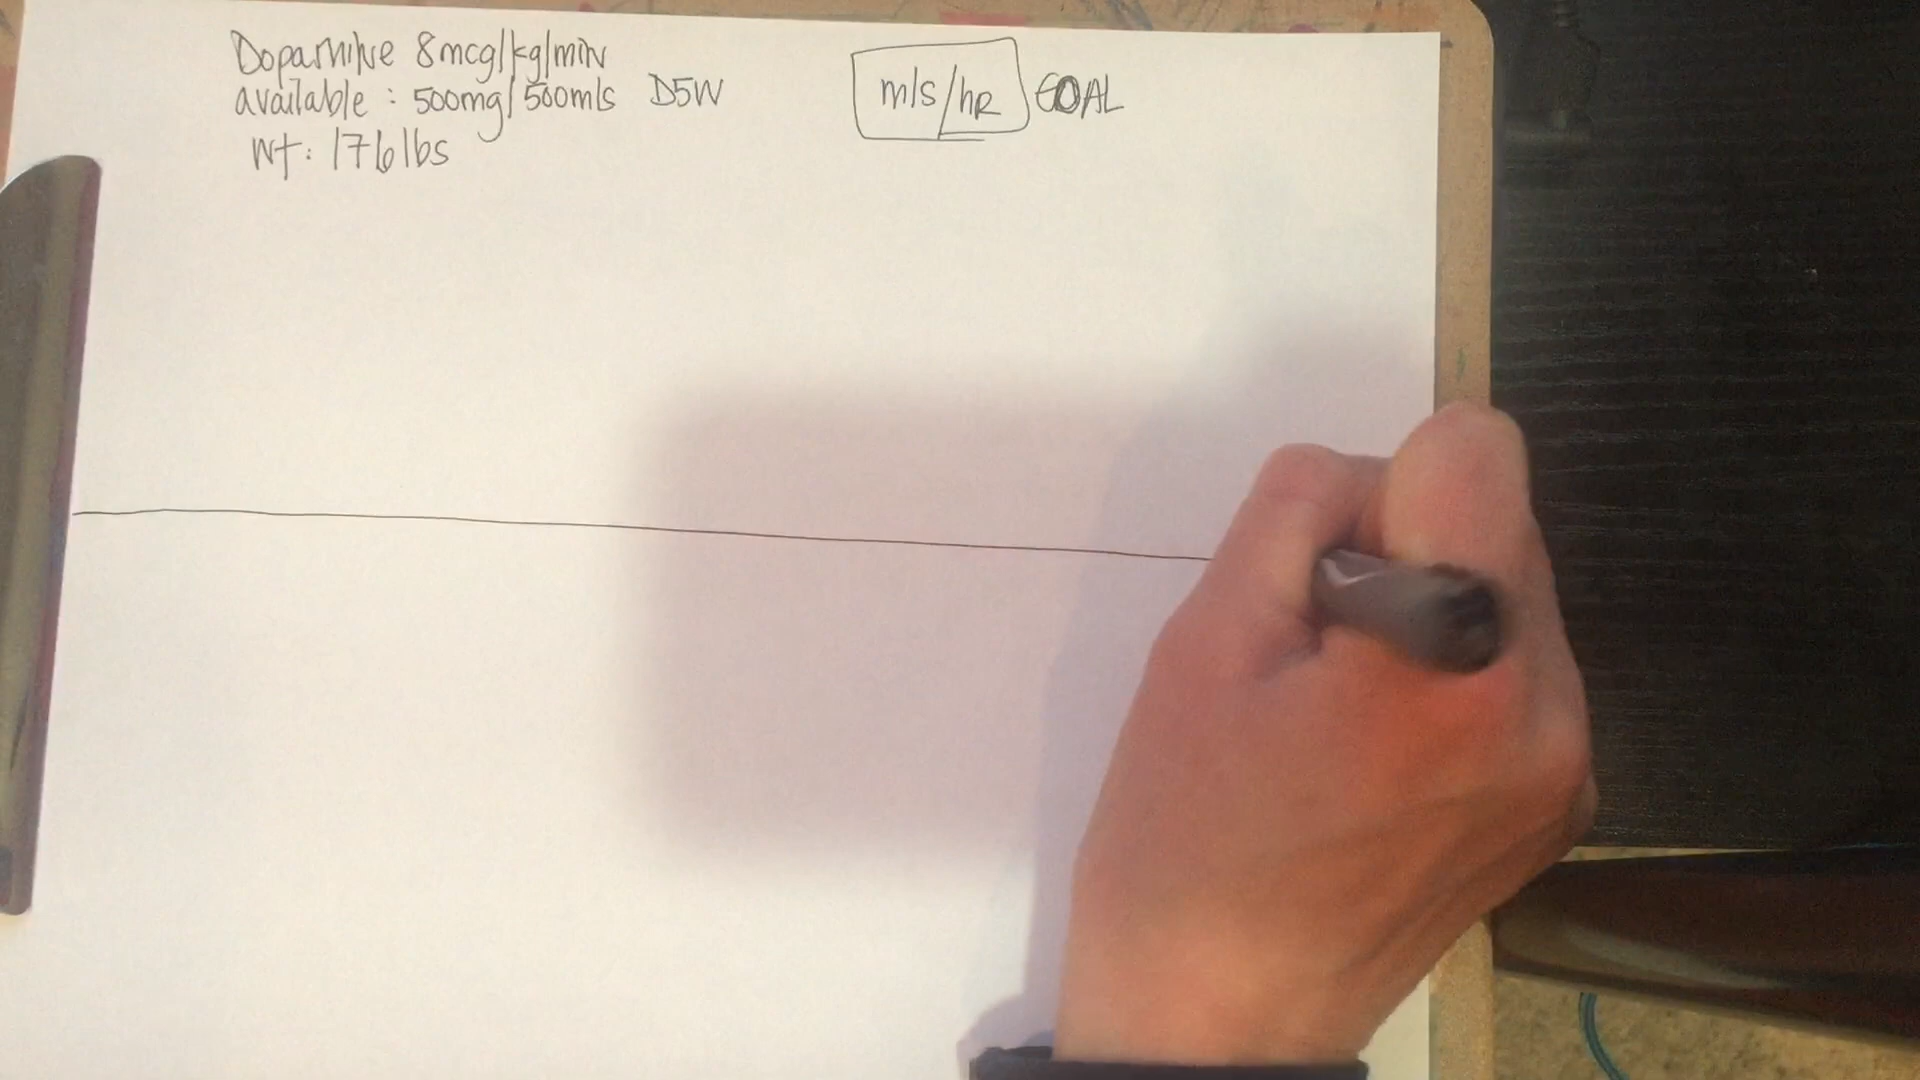 Dopamine 8mcg/kg/min
available : 500mg/500mls D5W
wt: 176lbs
mls/hR GOAL